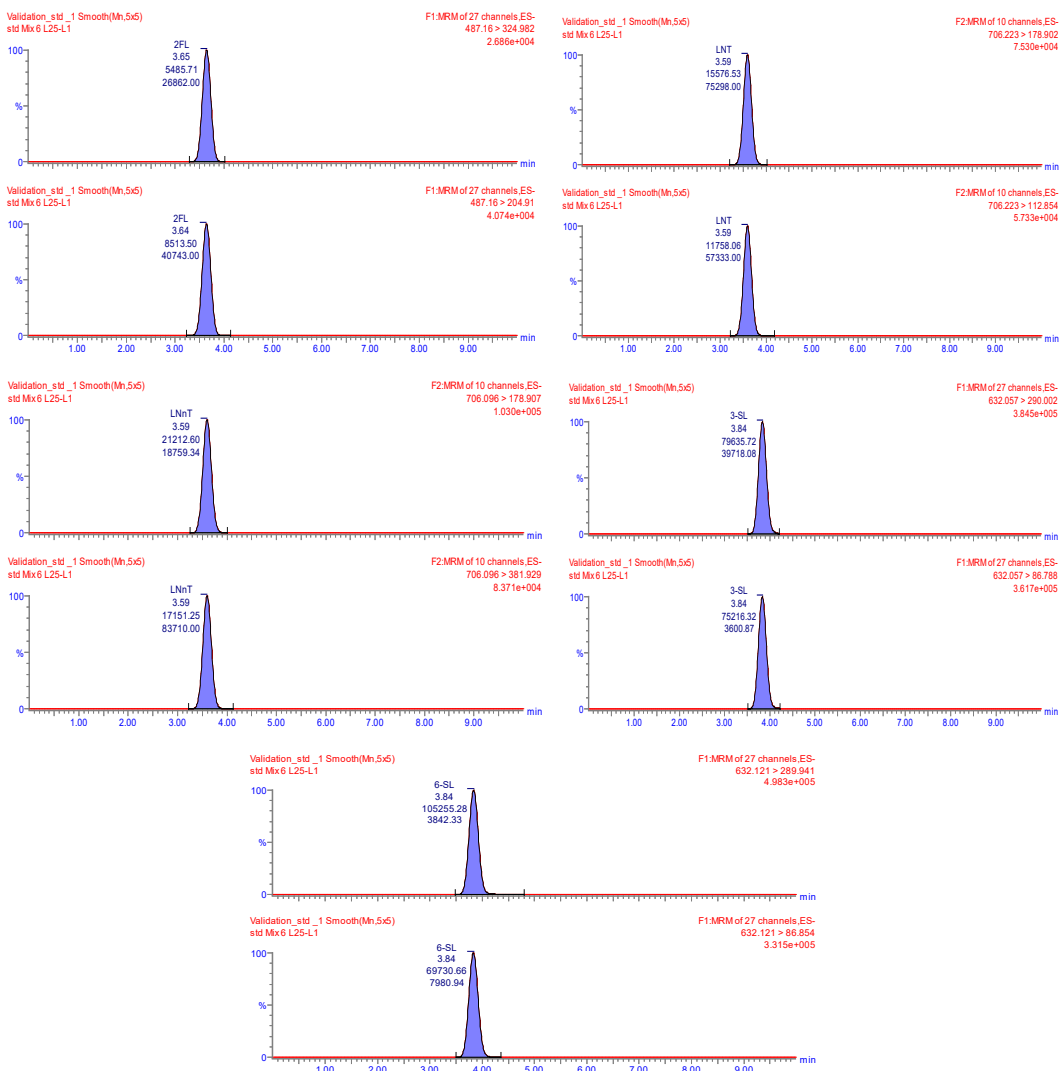 Validation_std _1 Smooth(Mn,5x5)
std Mix 6 L25-L1
F1:MRM of 27 channels,ES-
487.16 > 324.982
2.686e+004
2FL
3.65
5485.71
26862.00
100
%
0
min
Validation_std _1 Smooth(Mn,5x5)
std Mix 6 L25-L1
F1:MRM of 27 channels,ES-
487.16 > 204.91
4.074e+004
2FL
3.64
8513.50
40743.00
100
%
0
min
1.00 2.00 3.00 4.00 5.00 6.00 7.00 8.00 9.00
Validation_std _1 Smooth(Mn,5x5)
std Mix 6 L25-L1
F2:MRM of 10 channels,ES-
706.223 > 178.902
7.530e+004
LNT
3.59
15576.53
75298.00
100
%
0
min
Validation_std _1 Smooth(Mn,5x5)
std Mix 6 L25-L1
F2:MRM of 10 channels,ES-
706.223 > 112.854
5.733e+004
LNT
3.59
11758.06
57333.00
100
%
0
min
1.00 2.00 3.00 4.00 5.00 6.00 7.00 8.00 9.00
Validation_std _1 Smooth(Mn,5x5)
std Mix 6 L25-L1
F2:MRM of 10 channels,ES-
706.096 > 178.907
1.030e+005
LNnT
3.59
21212.60
18759.34
100
%
0
Validation_std _1 Smooth(Mn,5x5)
std Mix 6 L25-L1
F2:MRM of 10 channels,ES-
706.096 > 381.929
8.371e+004
LNnT
3.59
17151.25
83710.00
100
%
0
min
1.00 2.00 3.00 4.00 5.00 6.00 7.00 8.00 9.00
Validation_std _1 Smooth(Mn,5x5)
std Mix 6 L25-L1
F1:MRM of 27 channels,ES-
632.057 > 290.002
3.845e+005
3-SL
3.84
79635.72
39718.08
100
%
0
Validation_std _1 Smooth(Mn,5x5)
std Mix 6 L25-L1
F1:MRM of 27 channels,ES-
632.057 > 86.788
3.617e+005
3-SL
3.84
75216.32
3600.87
100
%
0
min
1.00 2.00 3.00 4.00 5.00 6.00 7.00 8.00 9.00
Validation_std _1 Smooth(Mn,5x5)
std Mix 6 L25-L1
F1:MRM of 27 channels,ES-
632.121 > 289.941
4.983e+005
6-SL
3.84
105255.28
3842.33
100
%
0
min
Validation_std _1 Smooth(Mn,5x5)
std Mix 6 L25-L1
F1:MRM of 27 channels,ES-
632.121 > 86.854
3.315e+005
6-SL
3.84
69730.66
7980.94
100
%
0
min
1.00 2.00 3.00 4.00 5.00 6.00 7.00 8.00 9.00